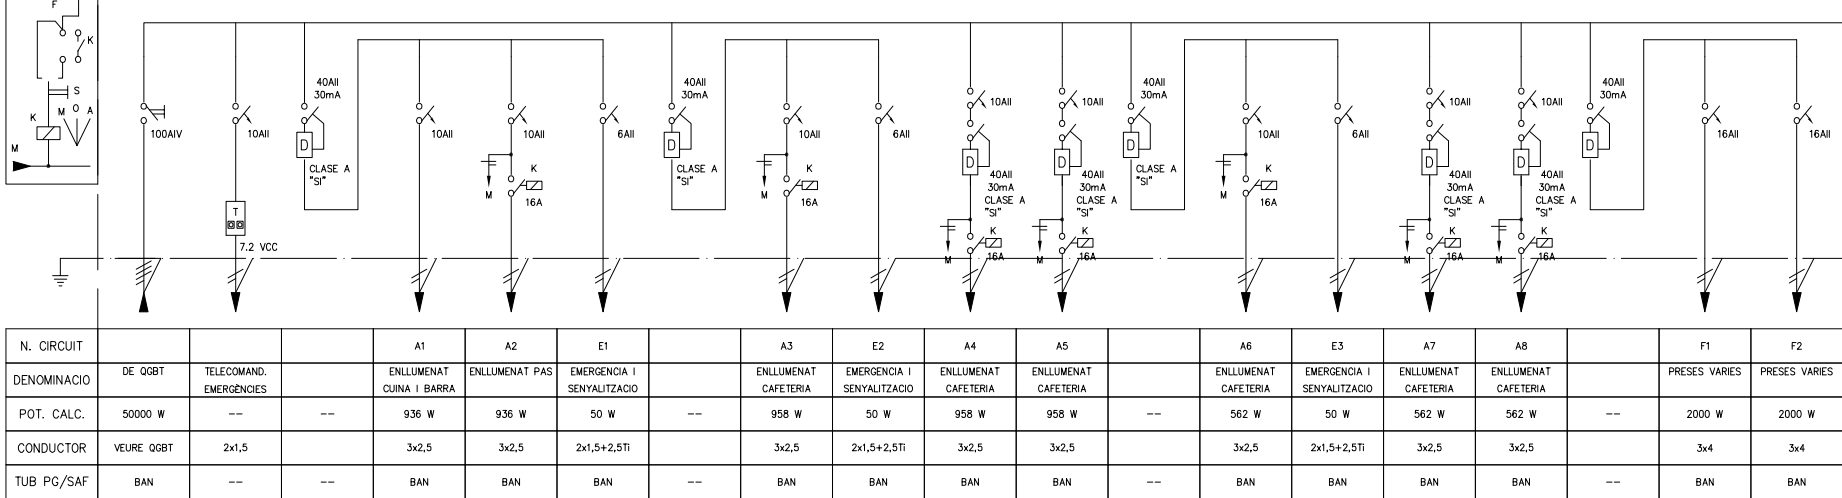 F
K
S
M O A
K
M
100AIV
10AII
T
7.2 VCC
40AII
30mA
D
CLASE A
"SI"
10AII
10AII
K
M
16A
6AII
40AII
30mA
D
CLASE A
"SI"
10AII
K
M
16A
6AII
10AII
D
40AII
30mA
CLASE A
"SI"
K
M
16A
10AII
D
40AII
30mA
CLASE A
"SI"
K
M
16A
40AII
30mA
D
CLASE A
"SI"
10AII
K
M
16A
6AII
10AII
D
40AII
30mA
CLASE A
"SI"
K
M
16A
10AII
D
40AII
30mA
CLASE A
"SI"
K
M
16A
40AII
30mA
D
16AII
16AII
N. CIRCUIT A1 A2 E1 A3 E2 A4 A5 A6 E3 A7 A8 F1 F2
DENOMINACIO
DE QGBT
TELECOMAND.
EMERGÈNCIES
ENLLUMENAT
CUINA I BARRA
ENLLUMENAT PAS
EMERGENCIA I
SENYALITZACIO
ENLLUMENAT
CAFETERIA
EMERGENCIA I
SENYALITZACIO
ENLLUMENAT
CAFETERIA
ENLLUMENAT
CAFETERIA
ENLLUMENAT
CAFETERIA
EMERGENCIA I
SENYALITZACIO
ENLLUMENAT
CAFETERIA
ENLLUMENAT
CAFETERIA
PRESES VARIES
PRESES VARIES
POT. CALC. 50000 W -- -- 936 W 936 W 50 W -- 958 W 50 W 958 W 958 W -- 562 W 50 W 562 W 562 W -- 2000 W 2000 W
CONDUCTOR VEURE QGBT 2x1,5 3x2,5 3x2,5 2x1,5+2,5Ti 3x2,5 2x1,5+2,5Ti 3x2,5 3x2,5 3x2,5 2x1,5+2,5Ti 3x2,5 3x2,5 3x4 3x4
TUB PG/SAF BAN -- -- BAN BAN BAN -- BAN BAN BAN BAN -- BAN BAN BAN BAN -- BAN BAN